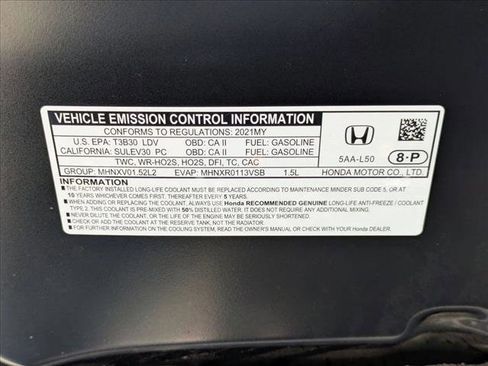 VEHICLE EMISSION CONTROL INFORMATION
CONFORMS TO REGULATIONS: 2021MY
U.S. EPA: T3B30 LDV OBD: CA II FUEL: GASOLINE
CALIFORNIA: SULEV30 PC OBD: CA II FUEL: GASOLINE
TWC, WR-HO2S, HO2S, DFI, TC, CAC
5AA-L50 8-P
GROUP: MHNXV01.52L2 EVAP: MHNXR0113VSB 1.5L HONDA MOTOR CO., LTD.
INFORMATION
■ THE FACTORY INSTALLED LONG-LIFE COOLANT MUST BE REPLACED ACCORDING TO MAINTENANCE MINDER SUB CODE 5, OR AT
10 YEARS WHICHEVER COMES FIRST. THEREAFTER EVERY 5 YEARS.
■ WHEN ADDING OR REPLACING THE COOLANT, ALWAYS USE Honda RECOMMENDED GENUINE LONG-LIFE ANTI-FREEZE / COOLANT
TYPE 2. THIS COOLANT IS PRE-MIXED WITH 50% DISTILLED WATER. IT DOES NOT REQUIRE ANY ADDITIONAL MIXING.
■ NEVER DILUTE THE COOLANT, OR THE LIFE OF THE ENGINE MAY BE SERIOUSLY SHORTENED.
■ CHECK OR ADD COOLANT AT THE RESERVE TANK, NOT THE RADIATOR.
■ FOR FURTHER INFORMATION ON THE COOLING SYSTEM, READ THE OWNER'S MANUAL OR CHECK WITH AN AUTHORIZED Honda DEALER.